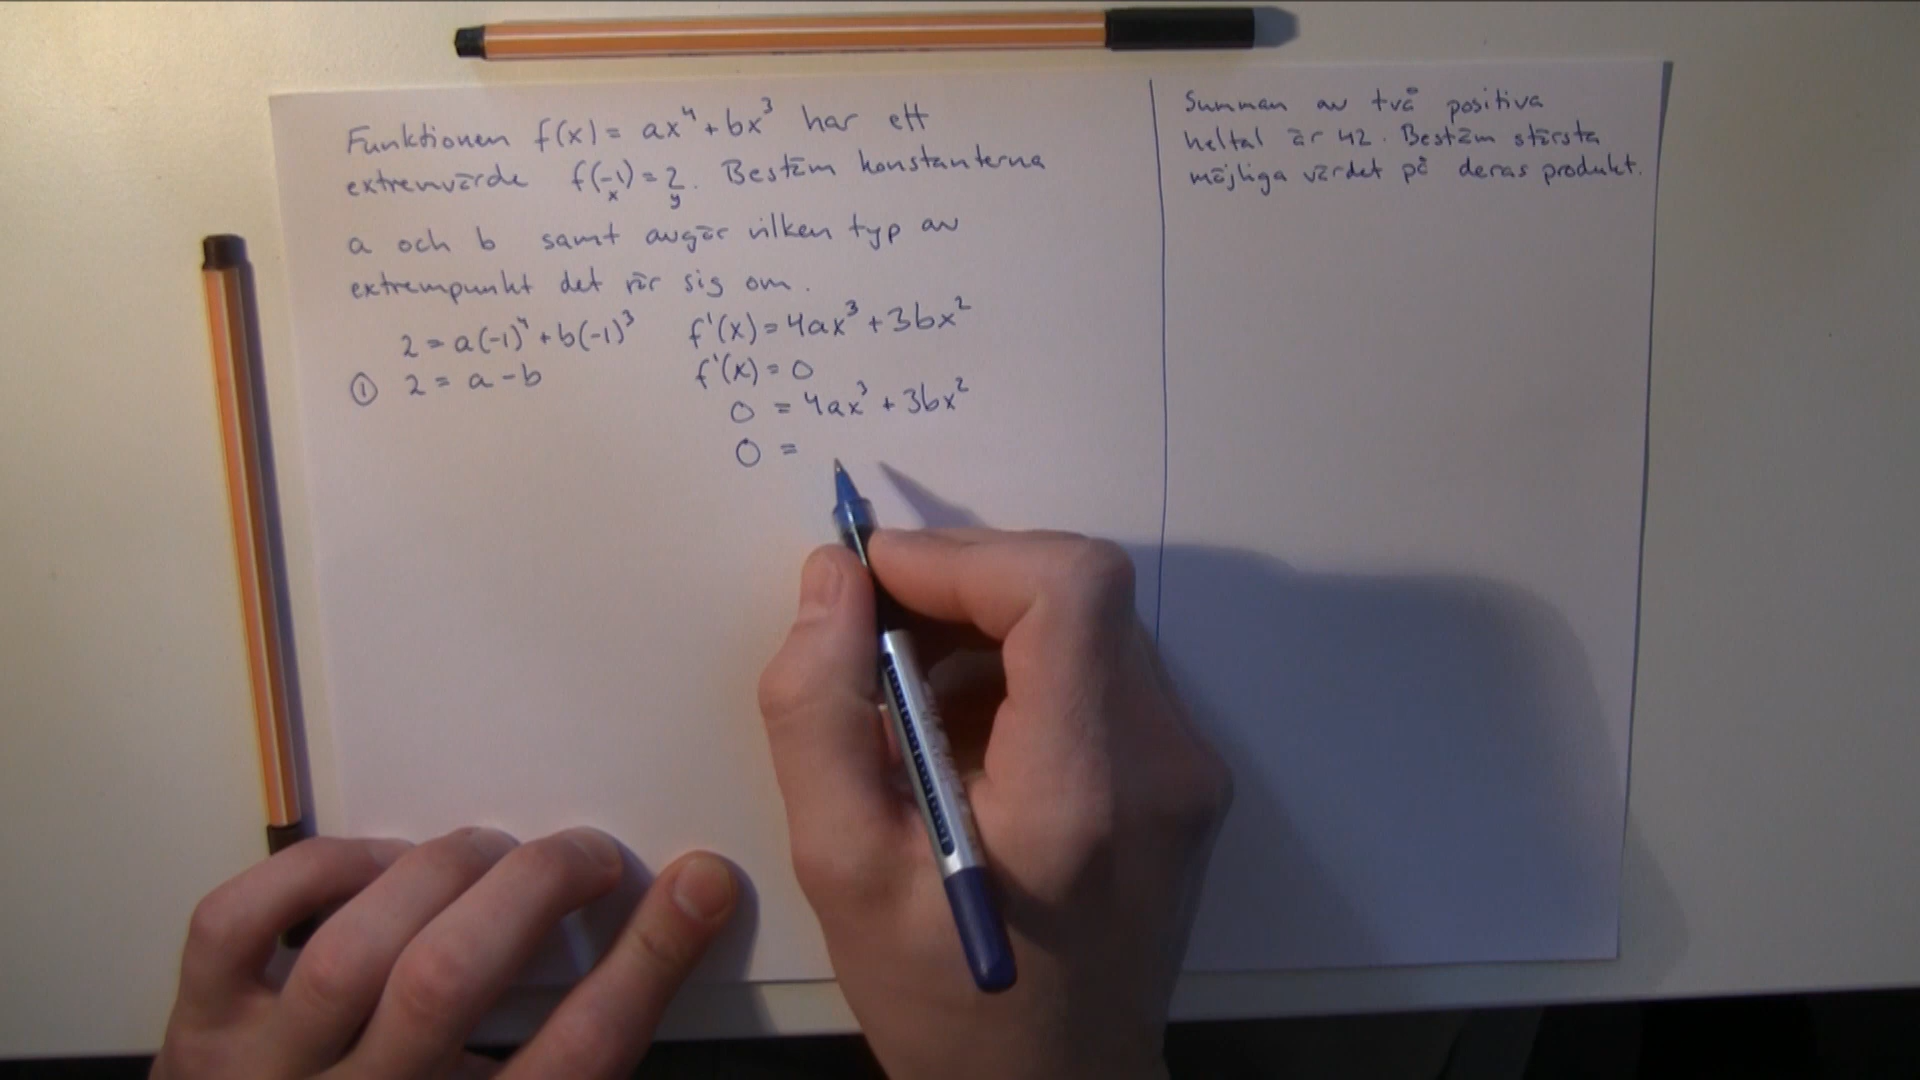 Funktionen f(x) = ax⁴ + bx³ har ett
extremvärde f(-1) = 2. Bestäm konstanterna
x y
a och b samt avgör vilken typ av
extrempunkt det rör sig om.
2 = a(-1)⁴ + b(-1)³
① 2 = a - b
f'(x) = 4ax³ + 3bx²
f'(x) = 0
0 = 4ax³ + 3bx²
0 =
Summan av två positiva
heltal är 42. Bestäm största
möjliga värdet på deras produkt.